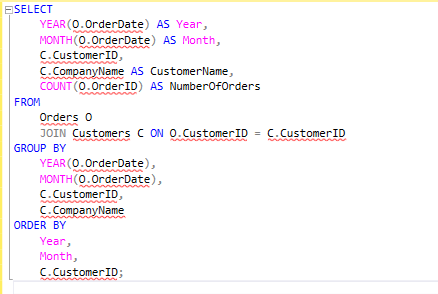 SELECT
YEAR(O.OrderDate) AS Year,
MONTH(O.OrderDate) AS Month,
C.CustomerID,
C.CompanyName AS CustomerName,
COUNT(O.OrderID) AS NumberOfOrders
FROM
Orders O
JOIN Customers C ON O.CustomerID = C.CustomerID
GROUP BY
YEAR(O.OrderDate),
MONTH(O.OrderDate),
C.CustomerID,
C.CompanyName
ORDER BY
Year,
Month,
C.CustomerID;